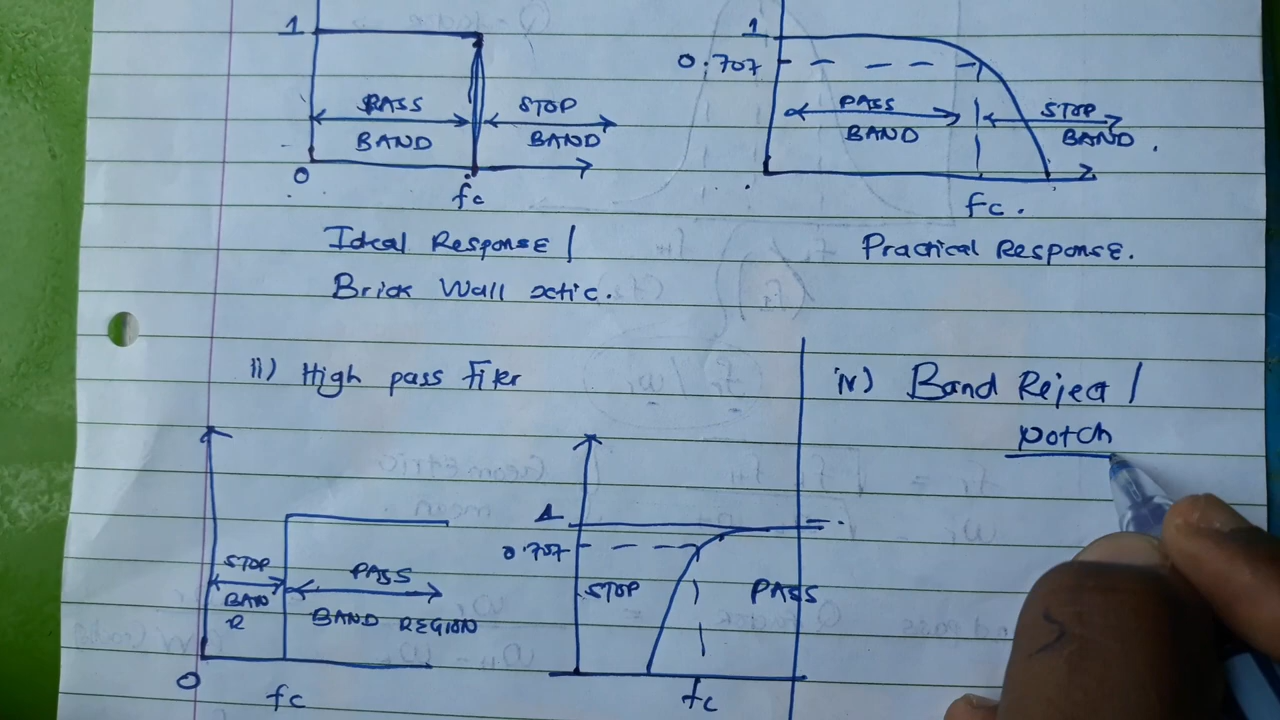 1
PASS
BAND
STOP
BAND
0
fc
Ideal Response /
Brick Wall xctic.
1
0.707
PASS
BAND
STOP
BAND.
fc.
Practical Response.
ii) High pass Filter
STOP
BAND
R
PASS
BAND REGION
0
fc
1
0.707
STOP
PASS
fc
iv) Band Reject /
notch